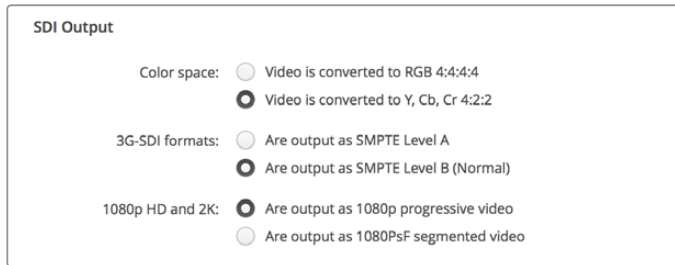 SDI Output
Color space: Video is converted to RGB 4:4:4:4
Video is converted to Y, Cb, Cr 4:2:2
3G-SDI formats: Are output as SMPTE Level A
Are output as SMPTE Level B (Normal)
1080p HD and 2K: Are output as 1080p progressive video
Are output as 1080PsF segmented video